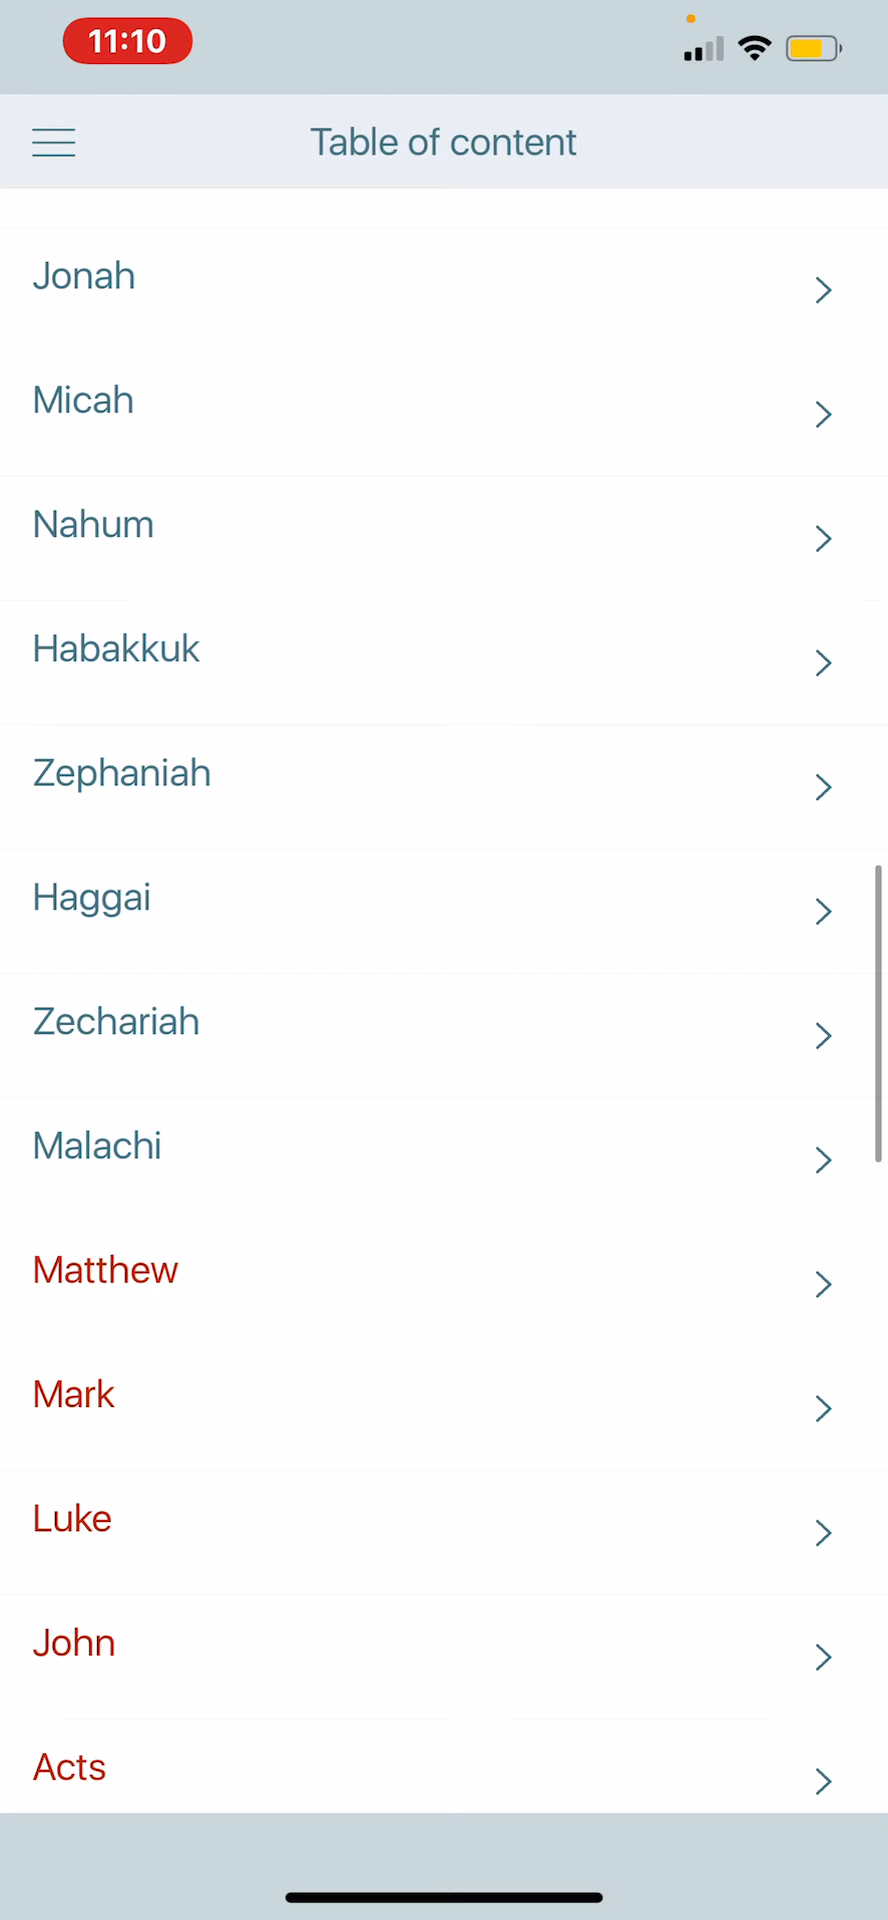 11:10
Table of content
Jonah
Micah
Nahum
Habakkuk
Zephaniah
Haggai
Zechariah
Malachi
Matthew
Mark
Luke
John
Acts